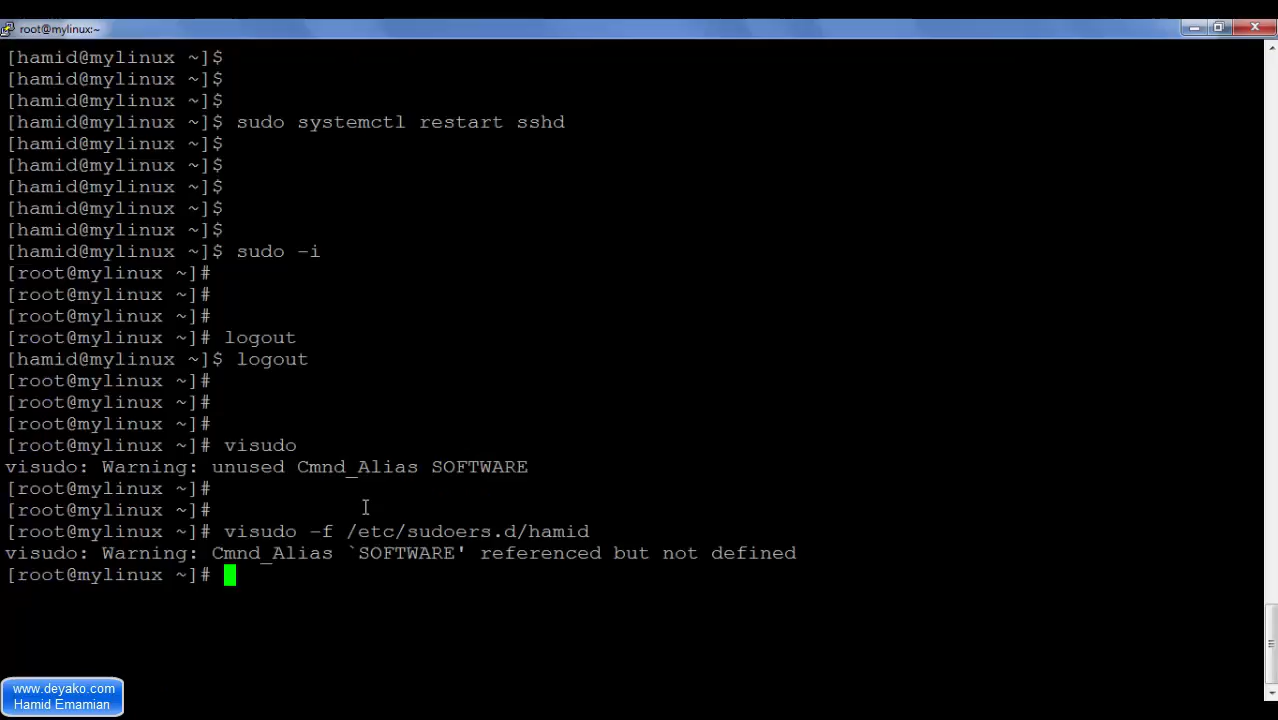 root@mylinux:~
[hamid@mylinux ~]$
[hamid@mylinux ~]$
[hamid@mylinux ~]$
[hamid@mylinux ~]$ sudo systemctl restart sshd
[hamid@mylinux ~]$
[hamid@mylinux ~]$
[hamid@mylinux ~]$
[hamid@mylinux ~]$
[hamid@mylinux ~]$
[hamid@mylinux ~]$ sudo -i
[root@mylinux ~]#
[root@mylinux ~]#
[root@mylinux ~]#
[root@mylinux ~]# logout
[hamid@mylinux ~]$ logout
[root@mylinux ~]#
[root@mylinux ~]#
[root@mylinux ~]#
[root@mylinux ~]# visudo
visudo: Warning: unused Cmnd_Alias SOFTWARE
[root@mylinux ~]#
[root@mylinux ~]#
[root@mylinux ~]# visudo -f /etc/sudoers.d/hamid
visudo: Warning: Cmnd_Alias `SOFTWARE' referenced but not defined
[root@mylinux ~]#
www.deyako.com
Hamid Emamian